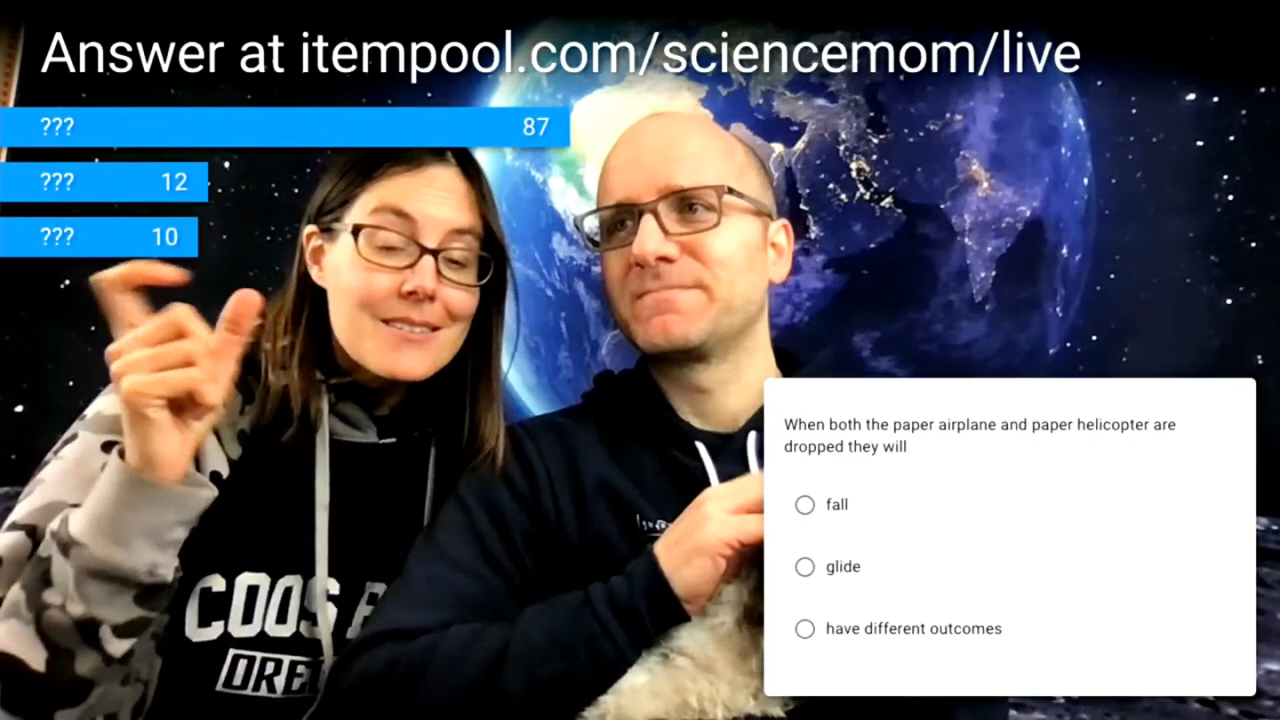 Answer at itempool.com/sciencemom/live
??? 87
??? 12
??? 10
COOS
When both the paper airplane and paper helicopter are
dropped they will
fall
glide
have different outcomes